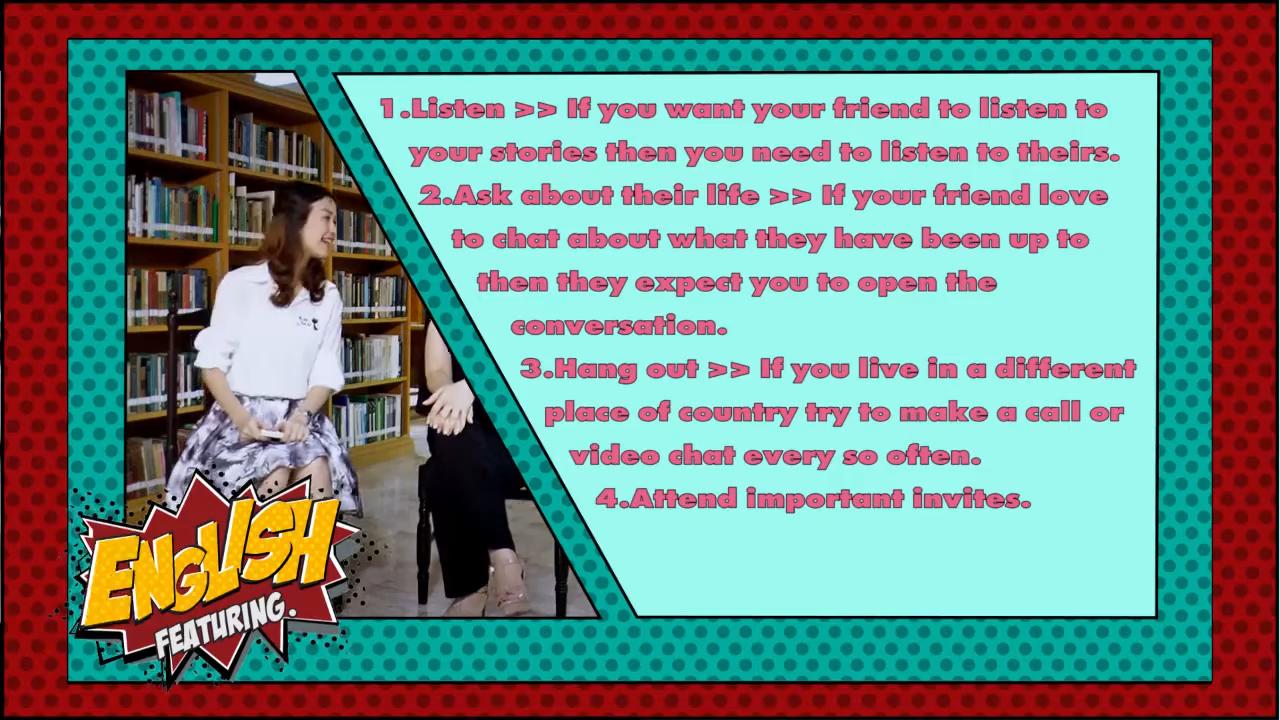 1.Listen >> If you want your friend to listen to
your stories then you need to listen to theirs.
2.Ask about their life >> If your friend love
to chat about what they have been up to
then they expect you to open the
conversation.
3.Hang out >> If you live in a different
place of country try to make a call or
video chat every so often.
4.Attend important invites.
ENGLISH
FEATURING.